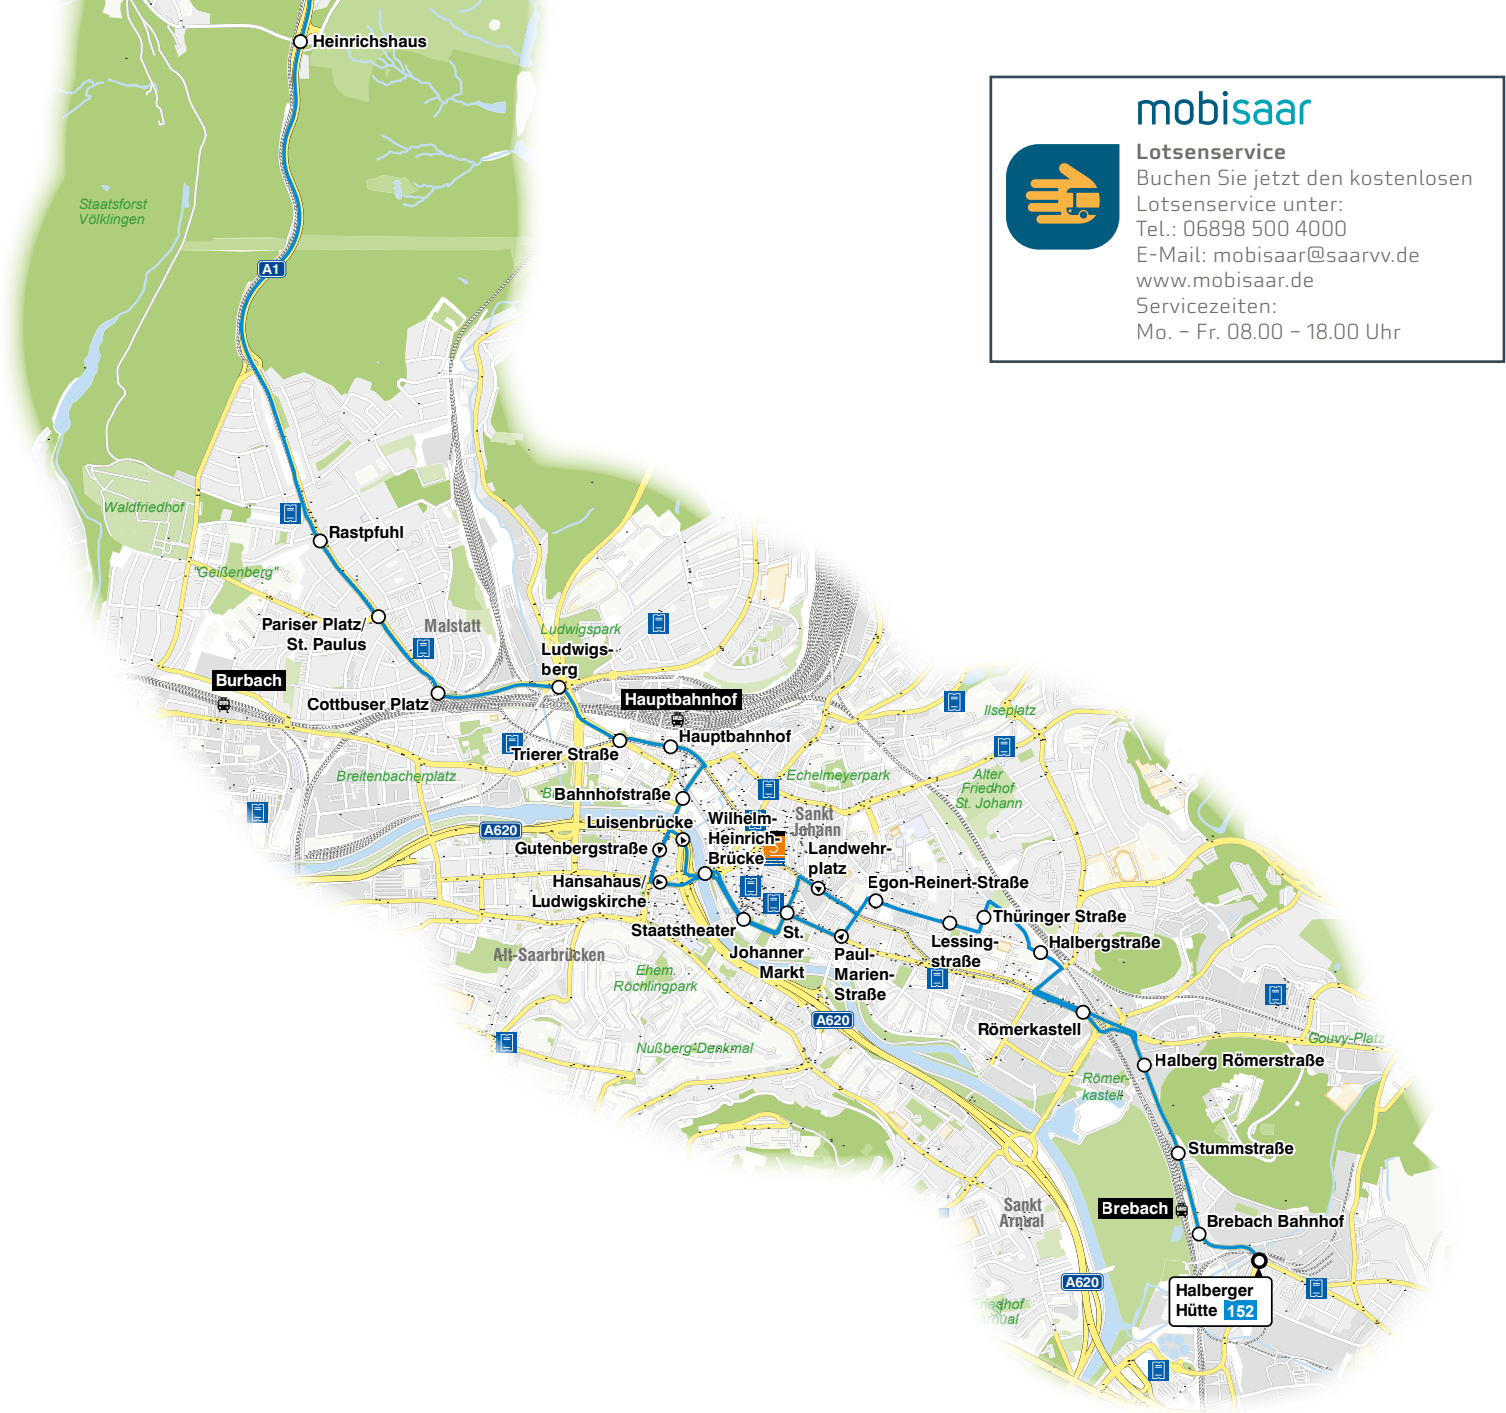 Heinrichshaus
mobisaar
Lotsenservice
Buchen Sie jetzt den kostenlosen
Lotsenservice unter:
Tel.: 06898 500 4000
E-Mail: mobisaar@saarvv.de
www.mobisaar.de
Servicezeiten:
Mo. – Fr. 08.00 – 18.00 Uhr
Staatsforst
Völklingen
A1
Waldfriedhof
Rastpfuhl
"Geißenberg"
Pariser Platz/
St. Paulus
Malstatt
Ludwigspark
Ludwigs-
berg
Burbach
Cottbuser Platz
Hauptbahnhof
Hauptbahnhof
Trierer Straße
Ilseplatz
Breitenbacherplatz
Echelmeyerpark
Alter
Friedhof
St. Johann
Bahnhofstraße
Luisenbrücke
A620
Gutenbergstraße
Wilhelm-
Heinrich-
Brücke
Sankt
Johann
Landwehr-
platz
Hansahaus/
Ludwigskirche
Egon-Reinert-Straße
Staatstheater
St.
Johanner
Markt
Paul-
Marien-
Straße
Lessing-
straße
Thüringer Straße
Halbergstraße
Alt-Saarbrücken
Ehem.
Röchlingpark
A620
Römerkastell
Nußberg-Denkmal
Gouvy-Platz
Halberg Römerstraße
Römer-
kastell
Stummstraße
Sankt
Arnual
Brebach
Brebach Bahnhof
A620
Halberger
Hütte 152